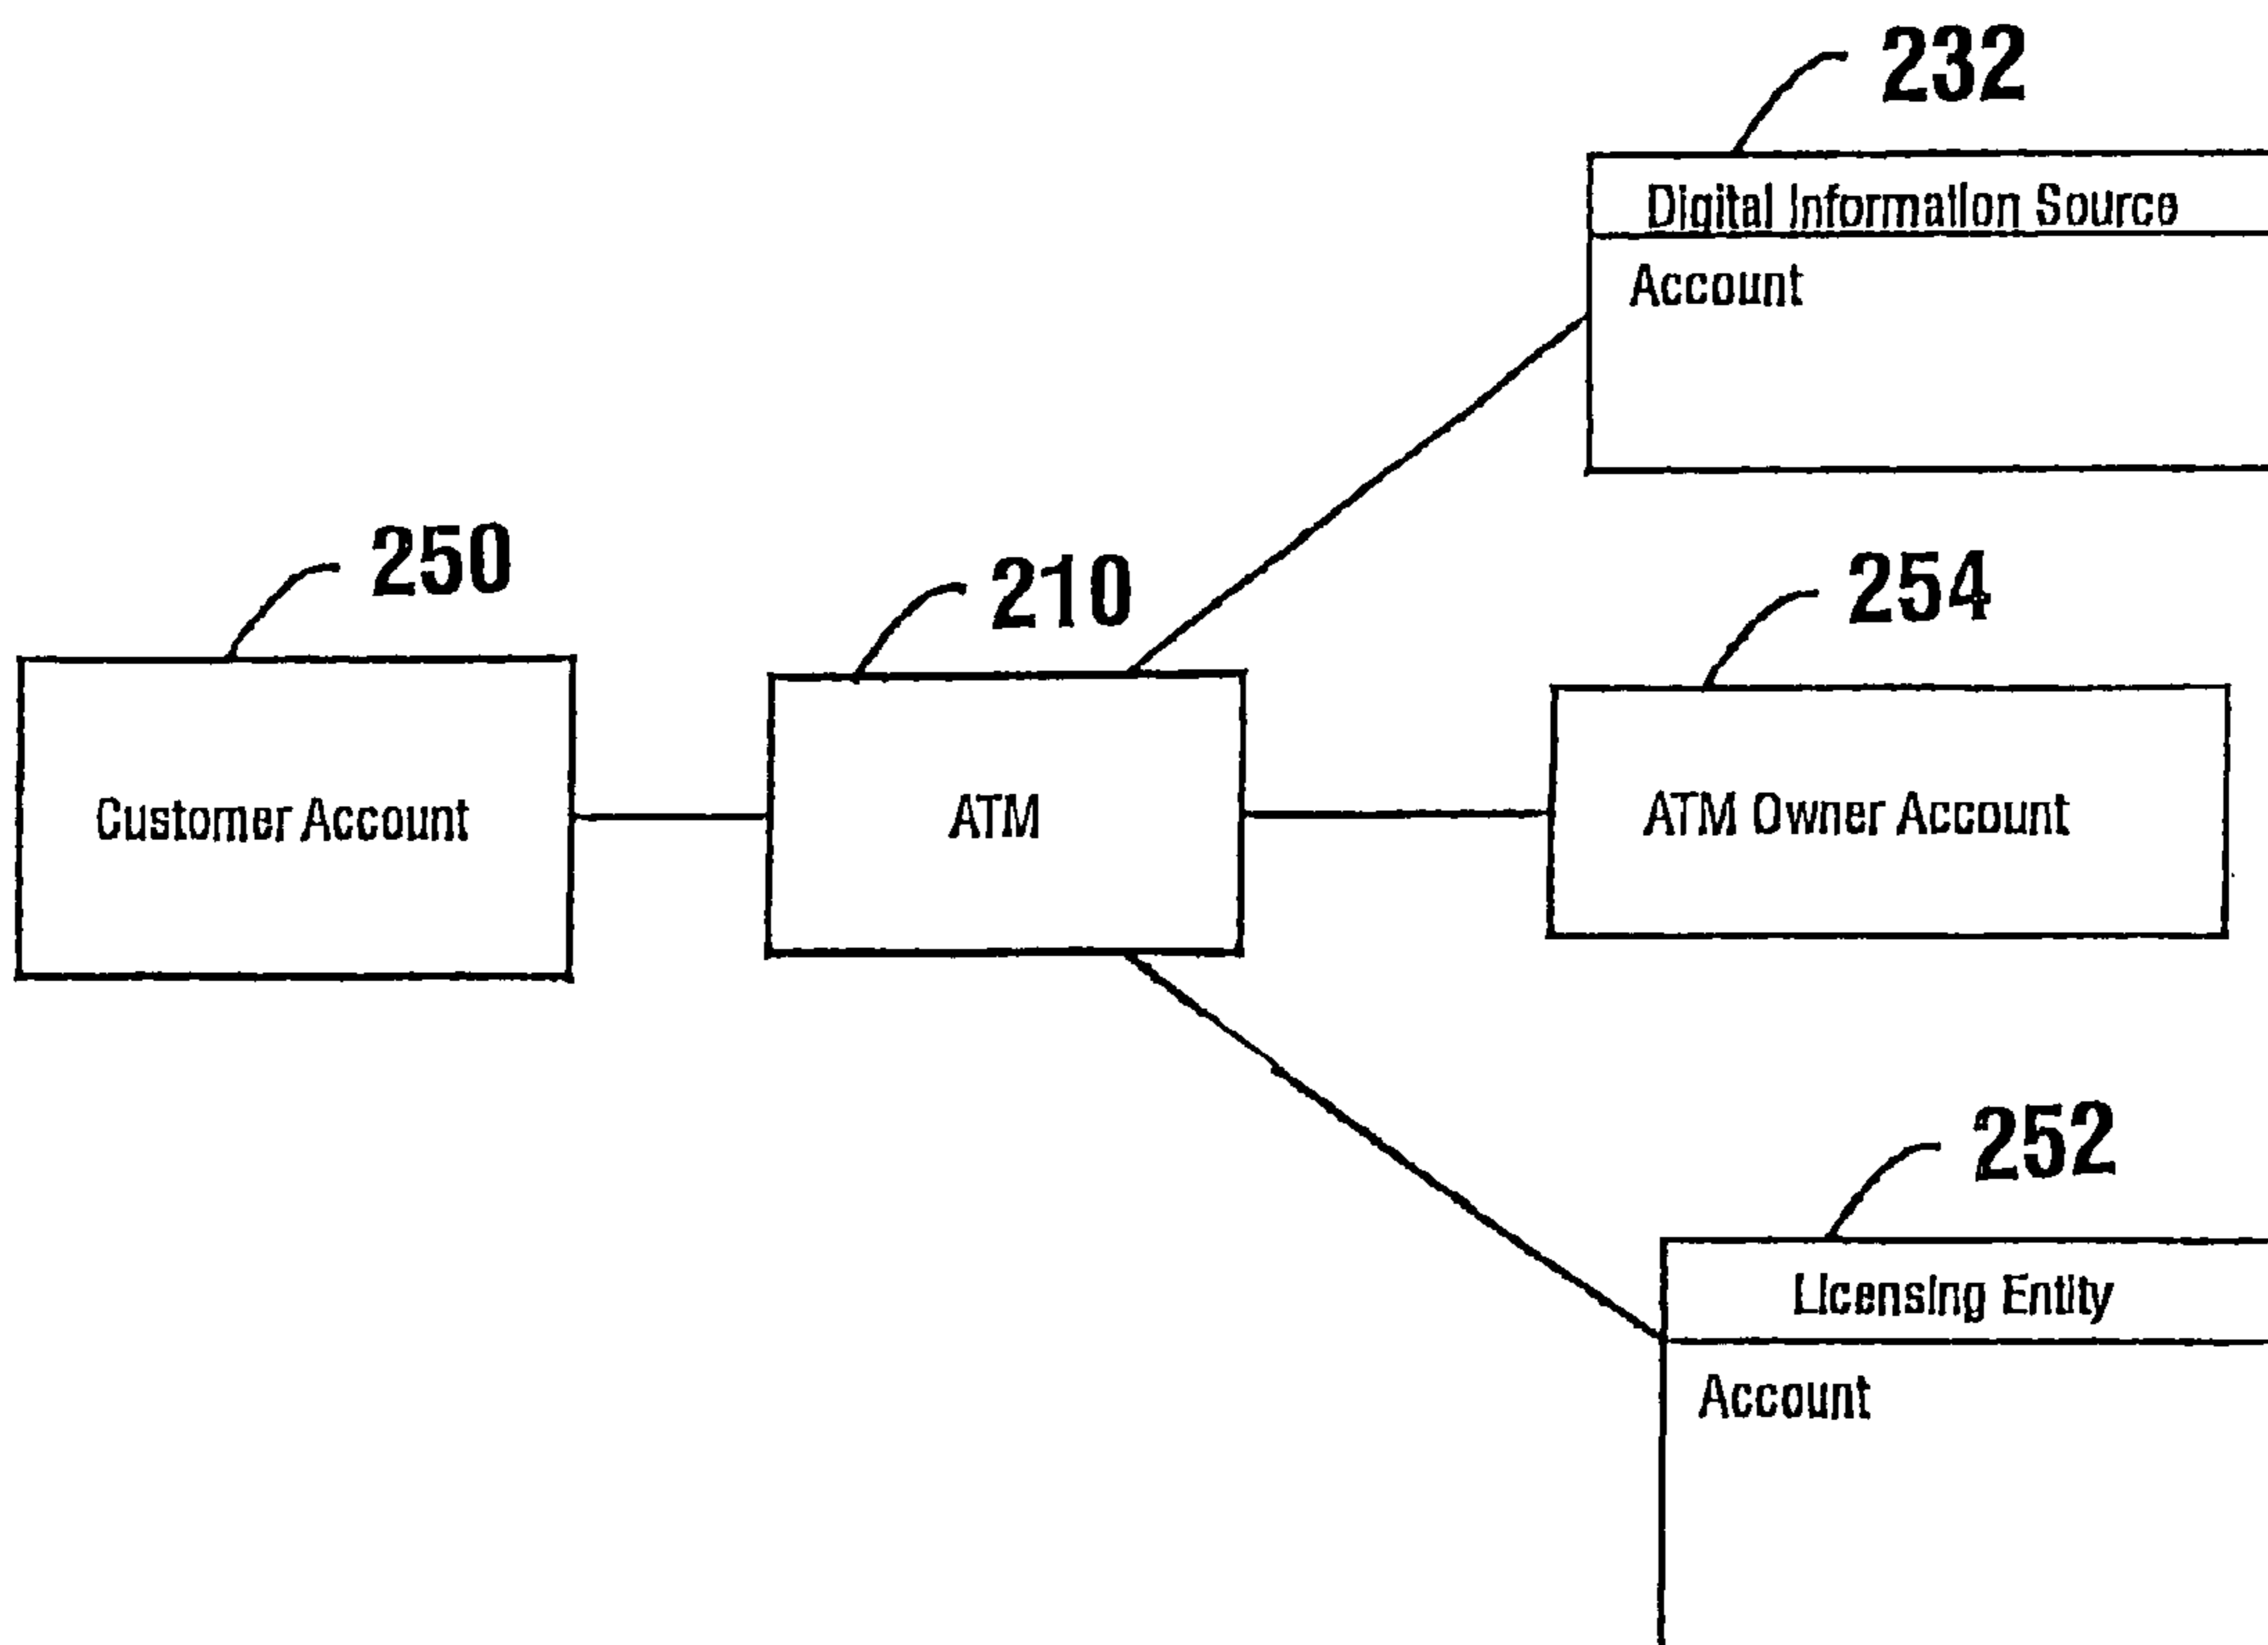 232
Digital Information Source
Account
250
210
254
Customer Account
ATM
ATM Owner Account
252
Licensing Entity
Account